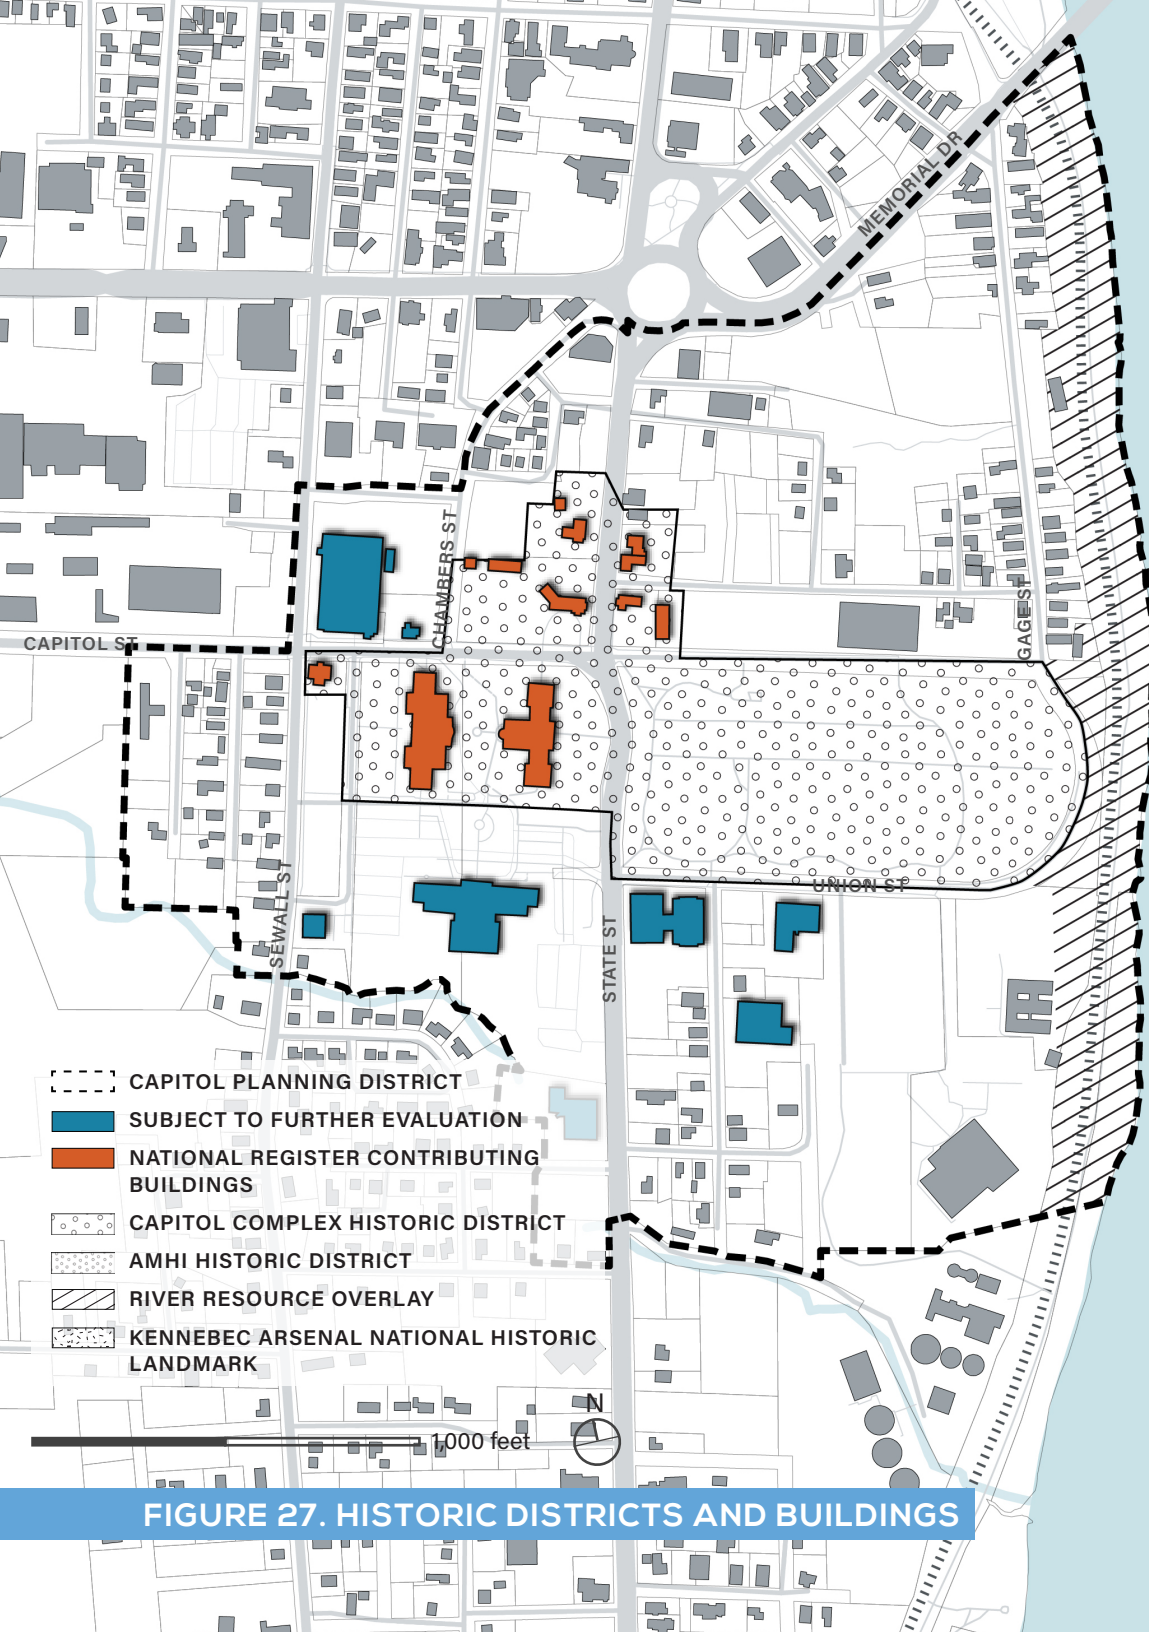 MEMORIAL DR
CHAMBERS ST
GAGE ST
CAPITOL ST
SEWALL ST
UNION ST
STATE ST
CAPITOL PLANNING DISTRICT
SUBJECT TO FURTHER EVALUATION
NATIONAL REGISTER CONTRIBUTING
BUILDINGS
CAPITOL COMPLEX HISTORIC DISTRICT
AMHI HISTORIC DISTRICT
RIVER RESOURCE OVERLAY
KENNEBEC ARSENAL NATIONAL HISTORIC
LANDMARK
N
1,000 feet
FIGURE 27. HISTORIC DISTRICTS AND BUILDINGS